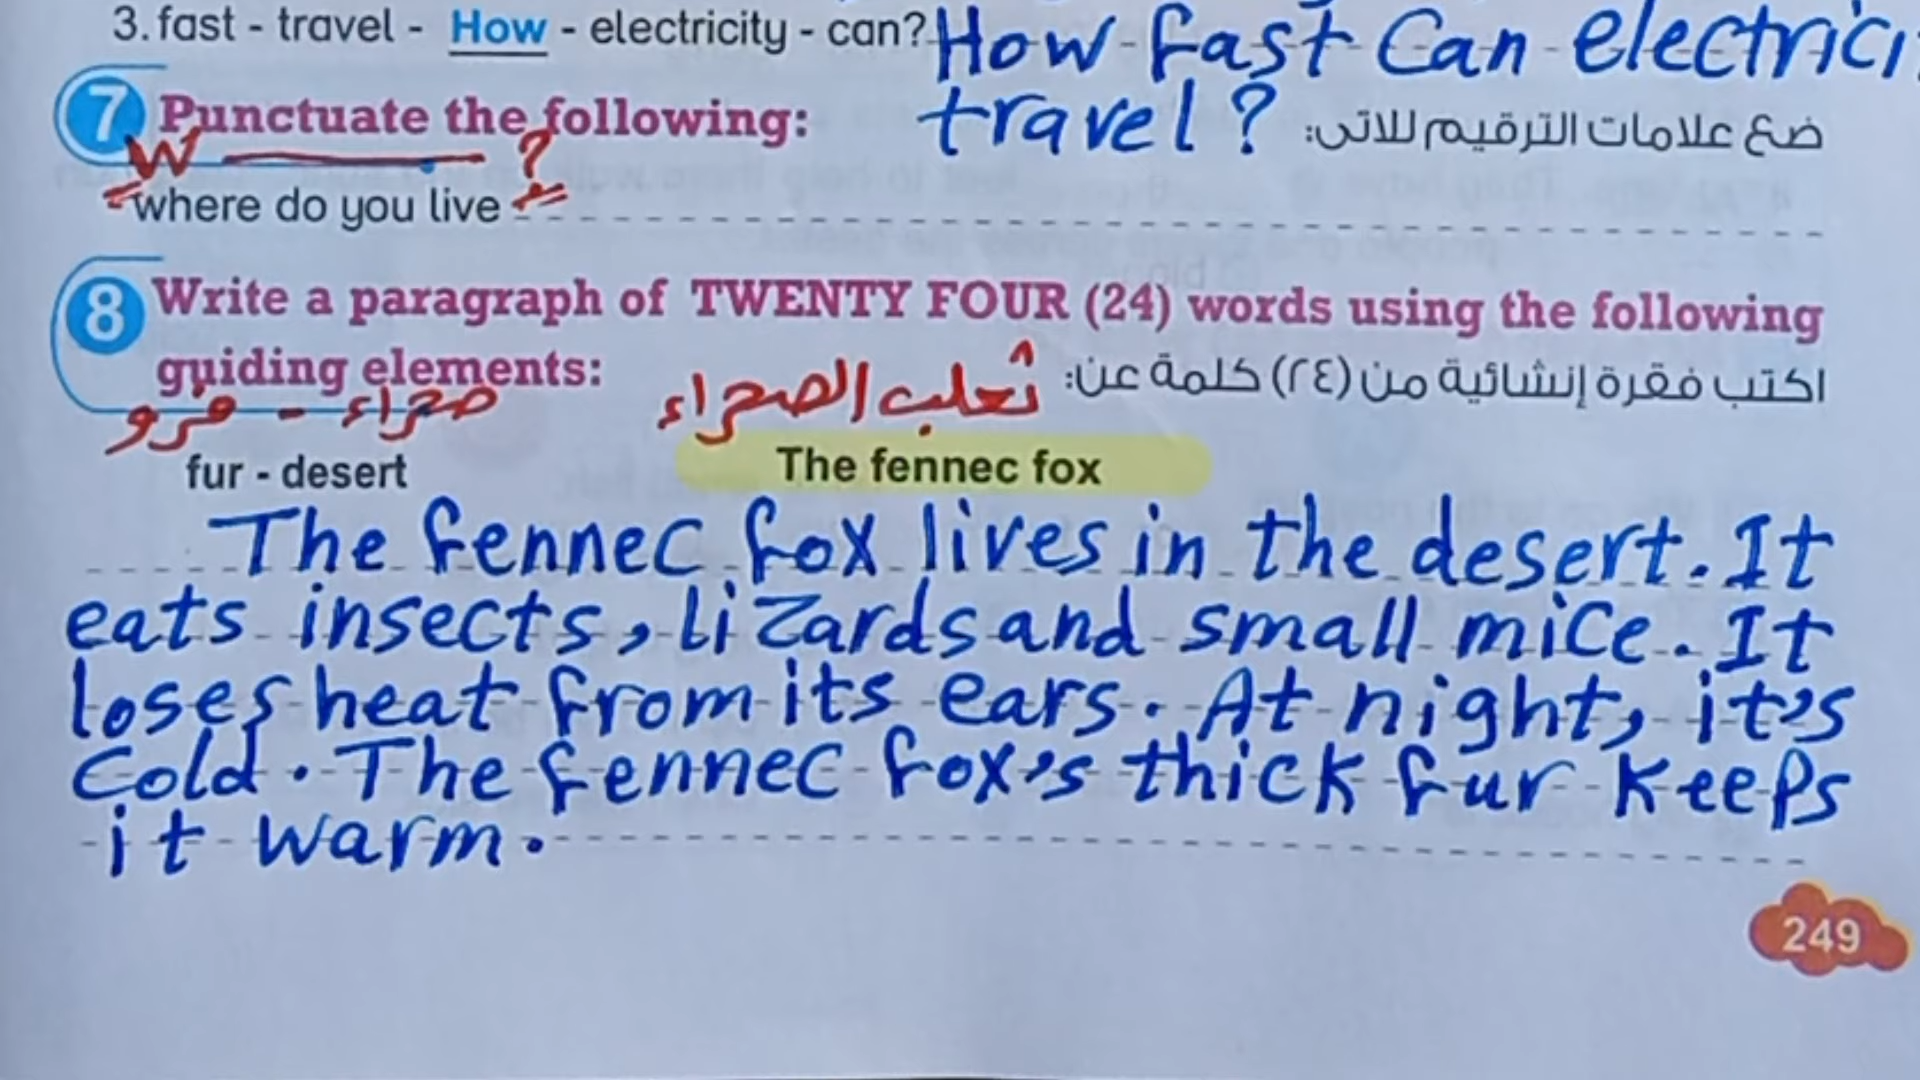 3. fast - travel - How - electricity - can? How fast Can electrici
travel?
7 Punctuate the following:
ضع علامات الترقيم للآتى:
W ?
where do you live
8 Write a paragraph of TWENTY FOUR (24) words using the following
guiding elements:
اكتب فقرة إنشائية من (٢٤) كلمة عن:
ثعلب الصحراء
فرو - صحراء
fur - desert
The fennec fox
The fennec fox lives in the desert. It
eats insects, lizards and small mice. It
loses heat from its ears. At night, it's
Cold. The fennec fox's thick fur keeps
it warm.
249